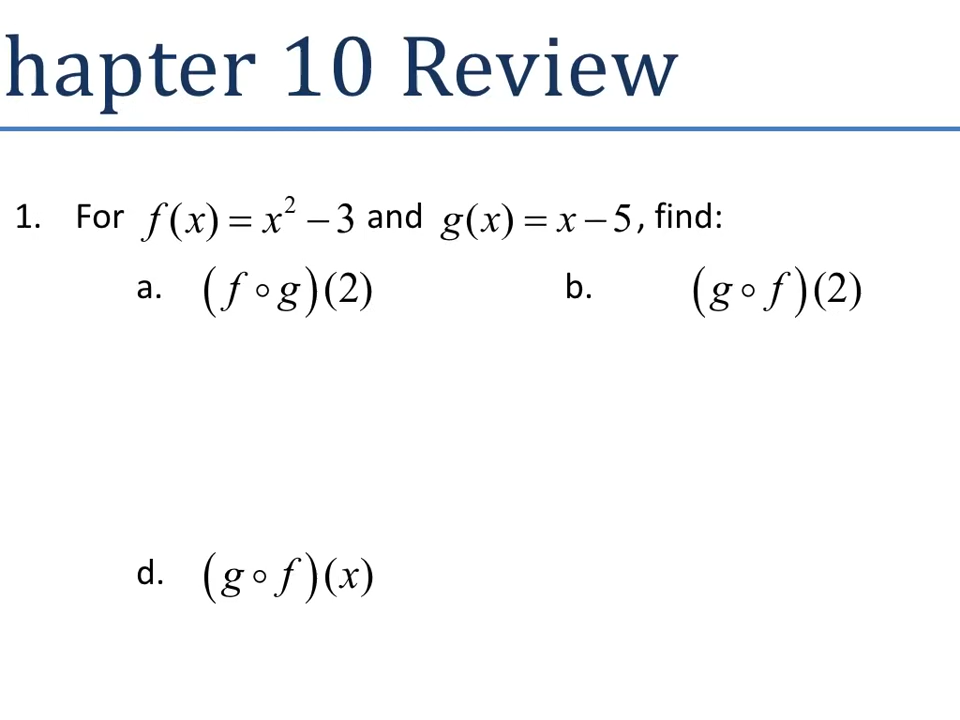 hapter 10 Review
1. For f(x) = x² − 3 and g(x) = x − 5, find:
a. (f ∘ g)(2) b. (g ∘ f)(2)
d. (g ∘ f)(x)